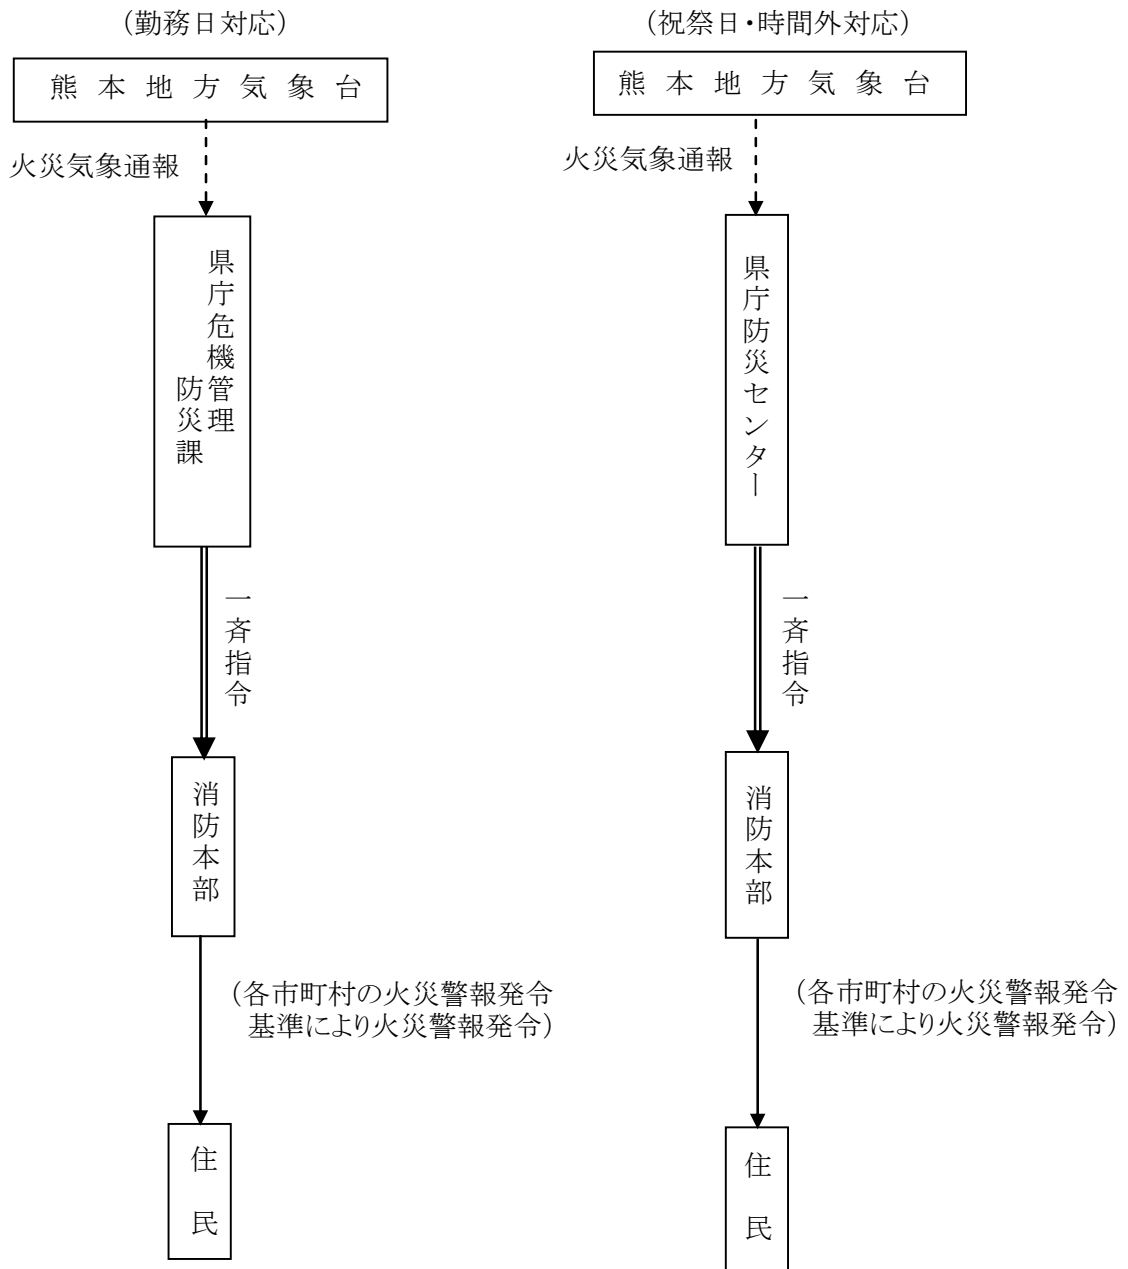 （勤務日対応）
熊本地方気象台
火災気象通報
県庁危機管理
防災課
一斉指令
消防本部
（各市町村の火災警報発令
基準により火災警報発令）
住民
（祝祭日・時間外対応）
熊本地方気象台
火災気象通報
県庁防災センター
一斉指令
消防本部
（各市町村の火災警報発令
基準により火災警報発令）
住民